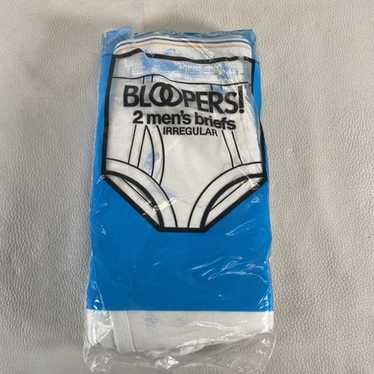 BLOOPERS!
2 men's briefs
IRREGULAR